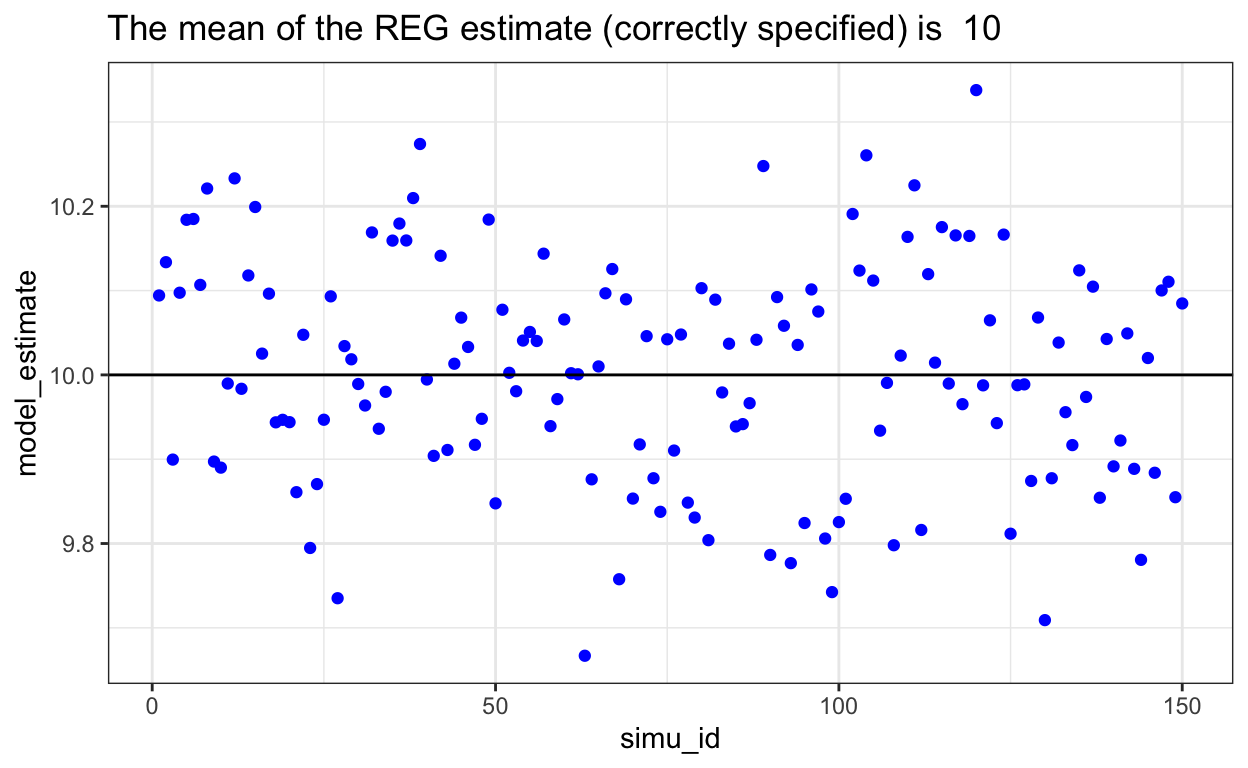 The mean of the REG estimate (correctly specified) is  10
model_estimate
10.2
10.0
9.8
0
50
100
150
simu_id